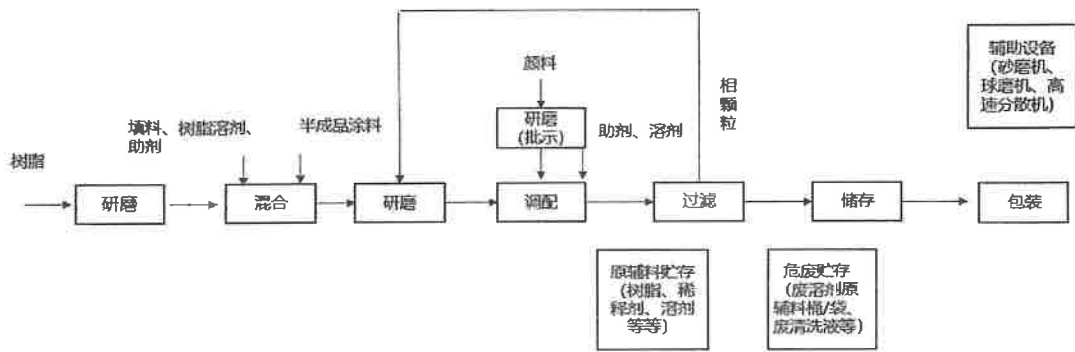 辅助设备
(砂磨机、
球磨机、高
速分散机)
颜料
相
颗
粒
研磨
(批示)
助剂、溶剂
填料、树脂溶剂、
助剂
半成品涂料
树脂
研磨
混合
研磨
调配
过滤
储存
包装
原辅料贮存
(树脂、稀
释剂、溶剂
等等)
危废贮存
(废溶剂原
辅料桶/袋、
废清洗液等)